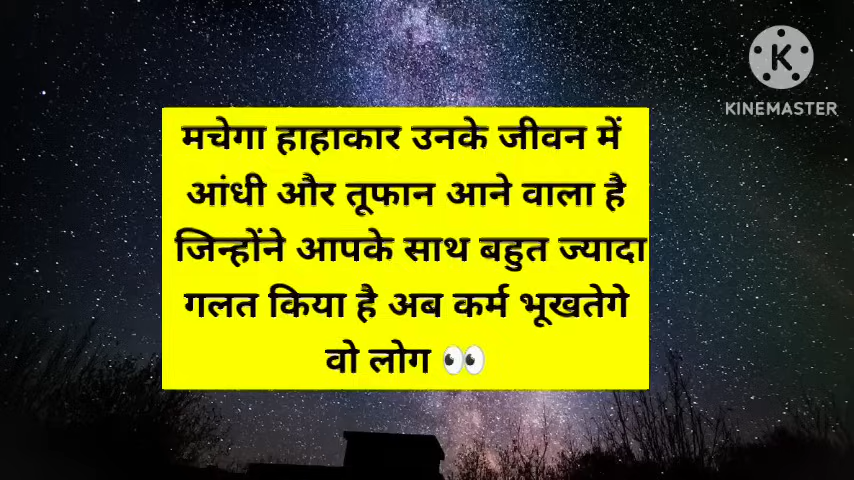 मचेगा हाहाकार उनके जीवन में
आंधी और तूफान आने वाला है
जिन्होंने आपके साथ बहुत ज्यादा
गलत किया है अब कर्म भूखतेगे
वो लोग 👀
K
KINEMASTER